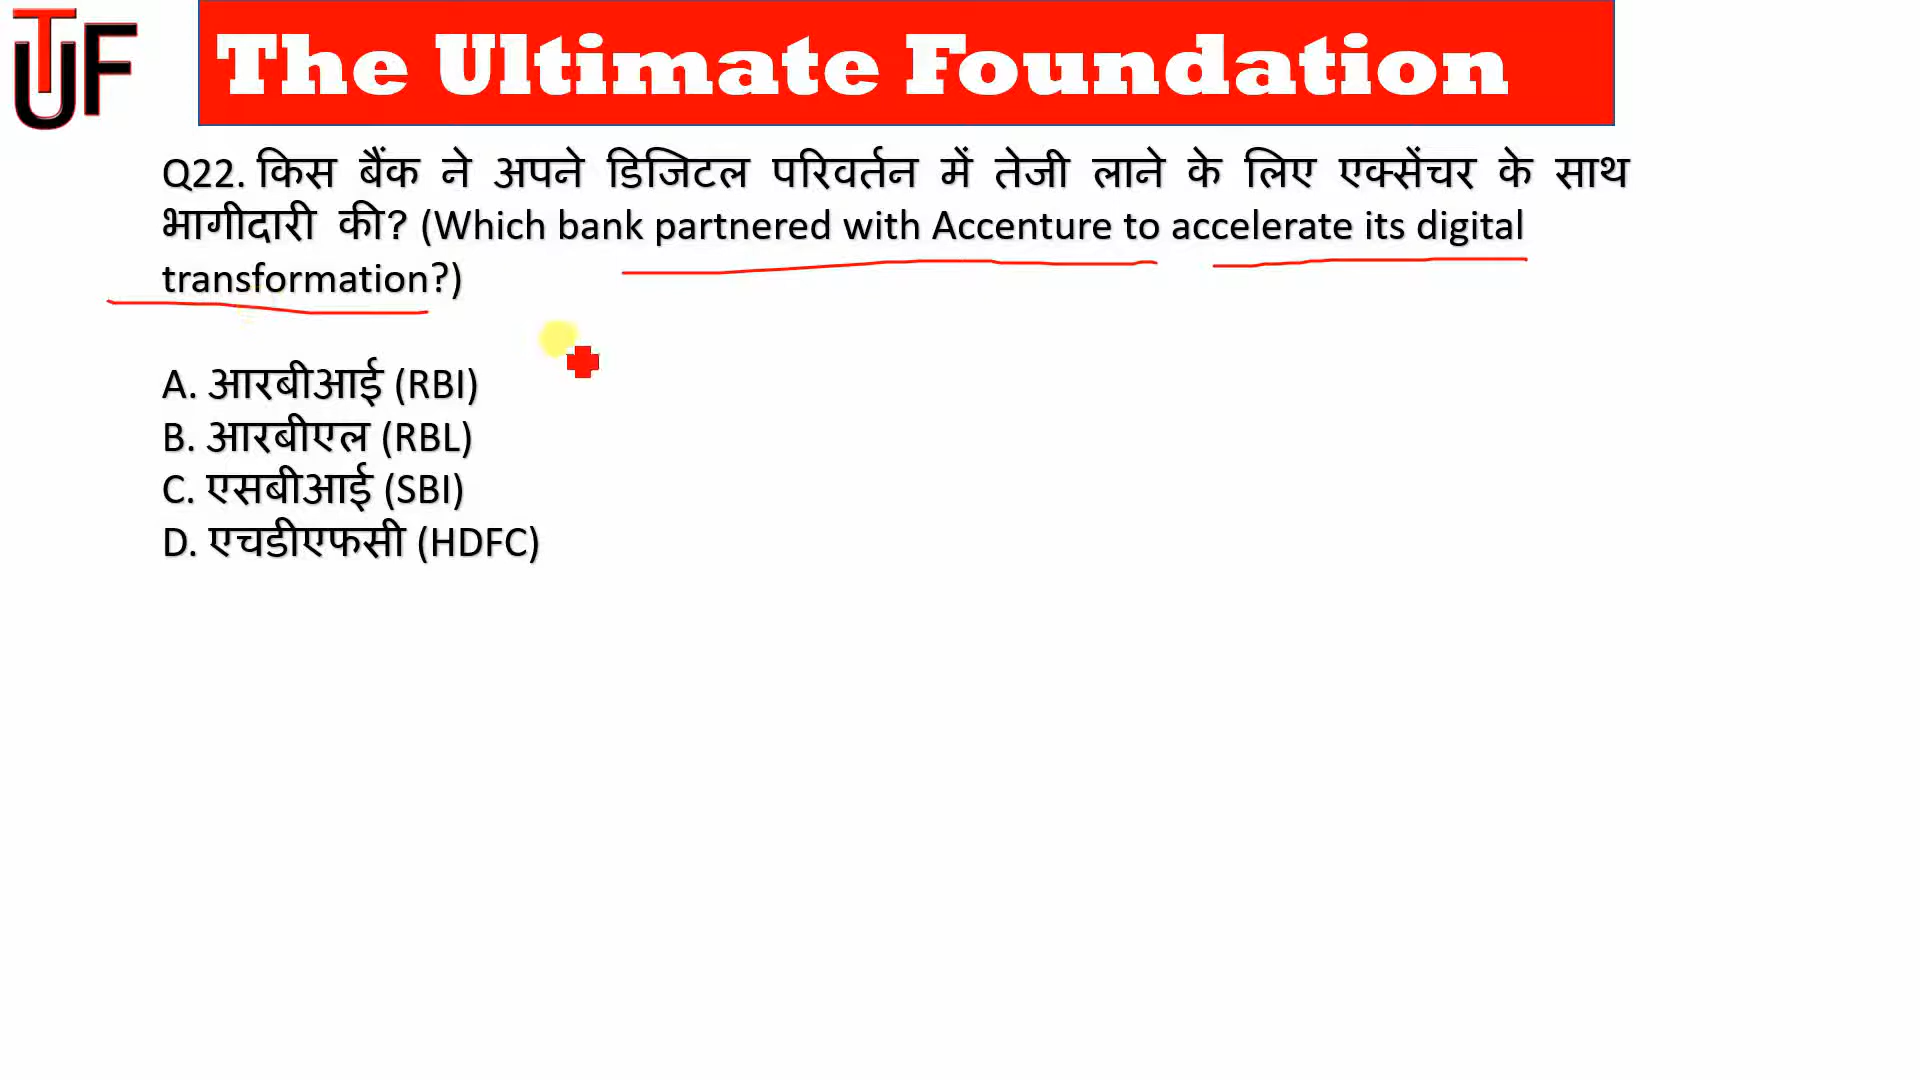 TUF
The Ultimate Foundation
Q22. किस बैंक ने अपने डिजिटल परिवर्तन में तेजी लाने के लिए एक्सेंचर के साथ
भागीदारी की? (Which bank partnered with Accenture to accelerate its digital
transformation?)
A. आरबीआई (RBI)
B. आरबीएल (RBL)
C. एसबीआई (SBI)
D. एचडीएफसी (HDFC)